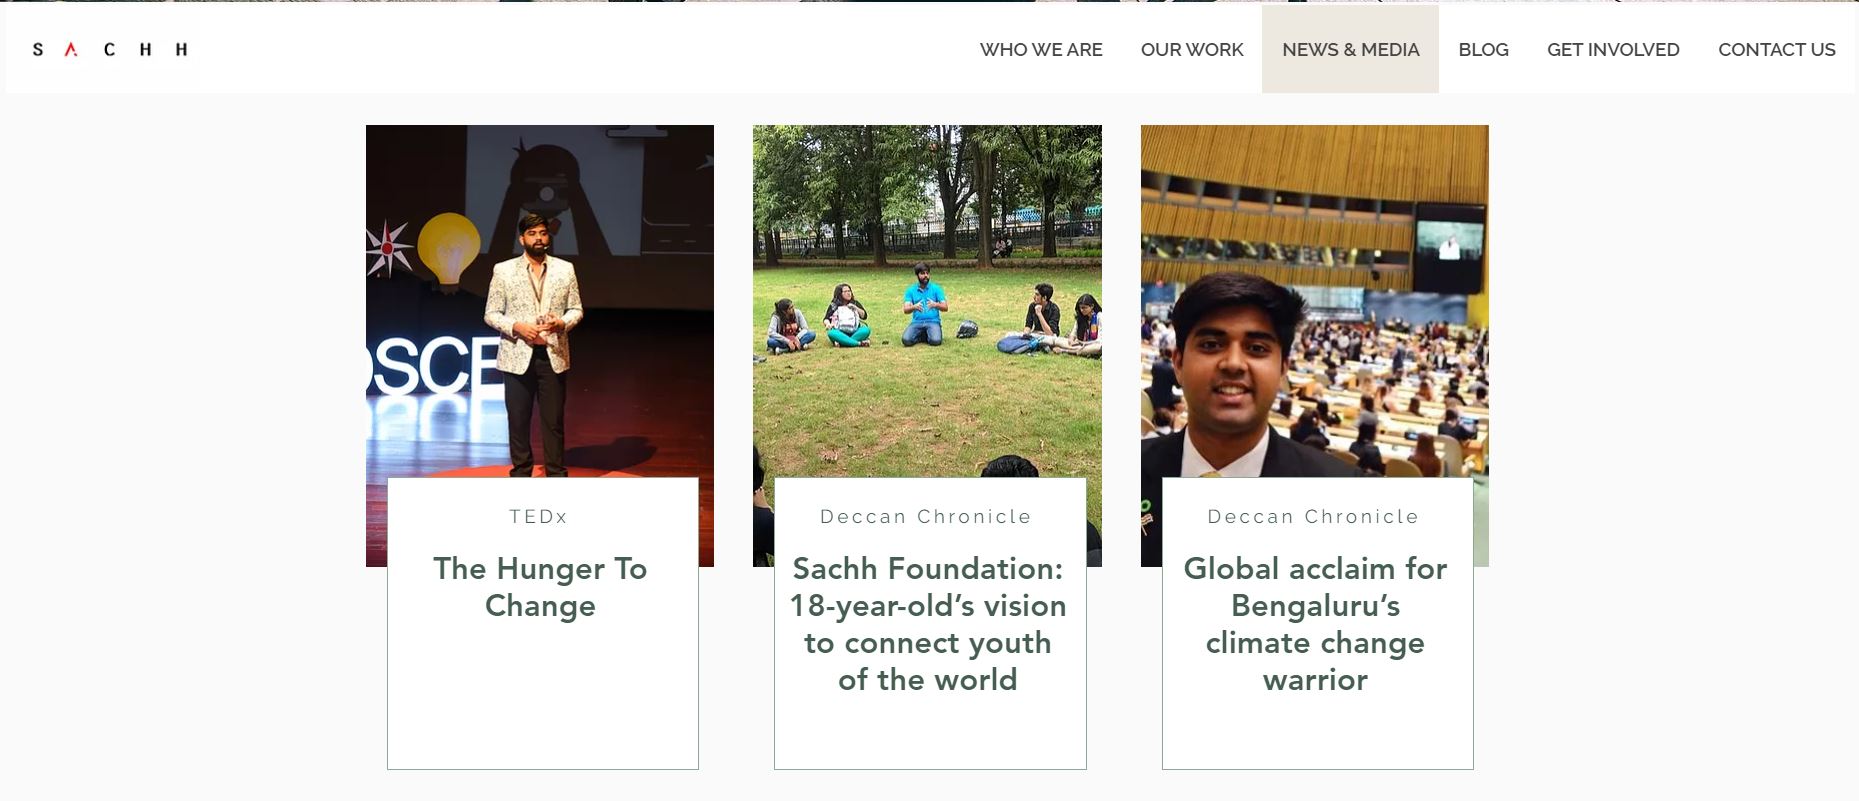 S A C H H
WHO WE ARE
OUR WORK
NEWS & MEDIA
BLOG
GET INVOLVED
CONTACT US
SCE
TEDx
The Hunger To
Change
Deccan Chronicle
Sachh Foundation:
18-year-old’s vision
to connect youth
of the world
Deccan Chronicle
Global acclaim for
Bengaluru’s
climate change
warrior